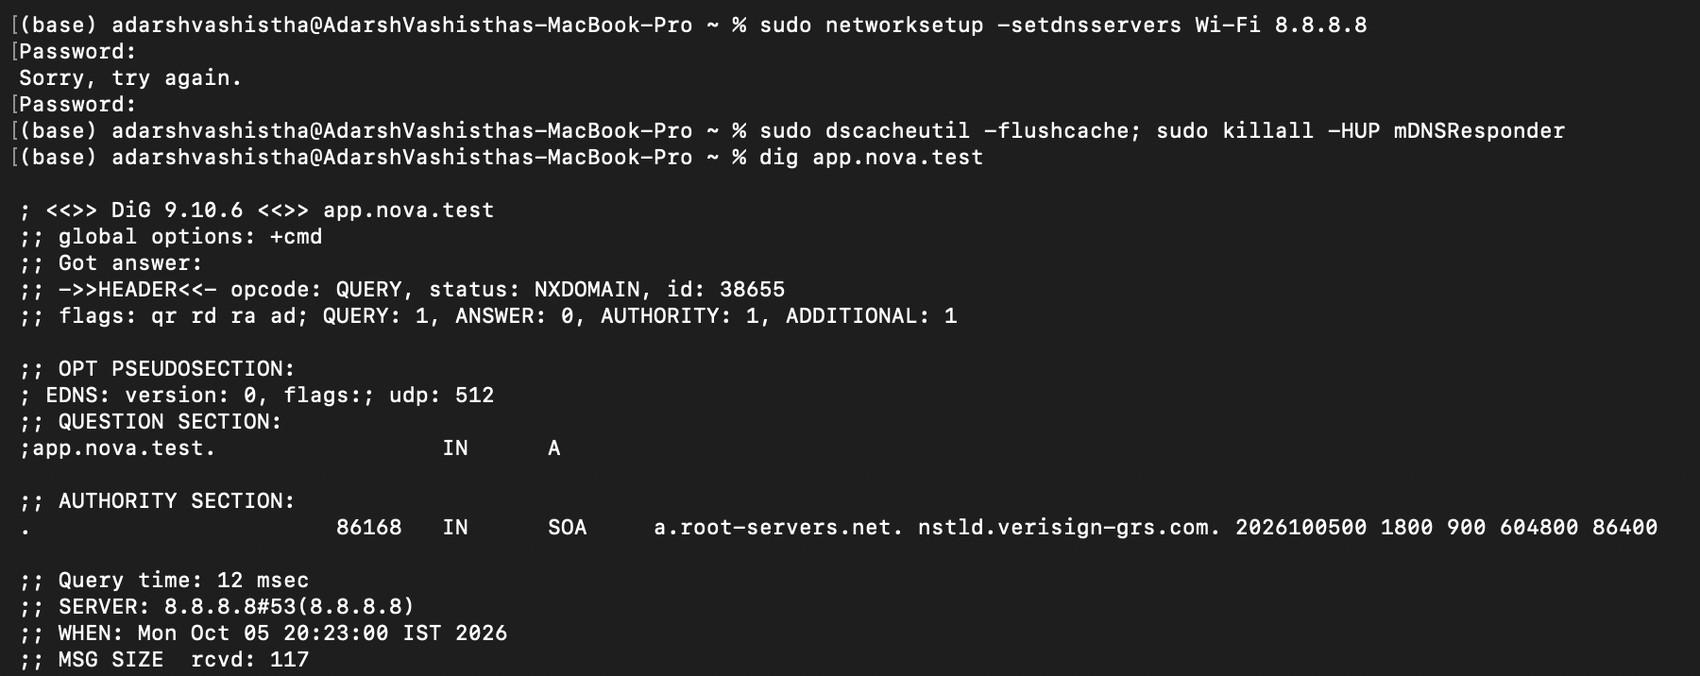 [(base) adarshvashistha@AdarshVashisthas-MacBook-Pro ~ % sudo networksetup -setdnsservers Wi-Fi 8.8.8.8
[Password:
Sorry, try again.
[Password:
[(base) adarshvashistha@AdarshVashisthas-MacBook-Pro ~ % sudo dscacheutil -flushcache; sudo killall -HUP mDNSResponder
[(base) adarshvashistha@AdarshVashisthas-MacBook-Pro ~ % dig app.nova.test

; <<>> DiG 9.10.6 <<>> app.nova.test
;; global options: +cmd
;; Got answer:
;; ->>HEADER<<- opcode: QUERY, status: NXDOMAIN, id: 38655
;; flags: qr rd ra ad; QUERY: 1, ANSWER: 0, AUTHORITY: 1, ADDITIONAL: 1

;; OPT PSEUDOSECTION:
; EDNS: version: 0, flags:; udp: 512
;; QUESTION SECTION:
;app.nova.test. IN A

;; AUTHORITY SECTION:
. 86168 IN SOA a.root-servers.net. nstld.verisign-grs.com. 2026100500 1800 900 604800 86400

;; Query time: 12 msec
;; SERVER: 8.8.8.8#53(8.8.8.8)
;; WHEN: Mon Oct 05 20:23:00 IST 2026
;; MSG SIZE rcvd: 117